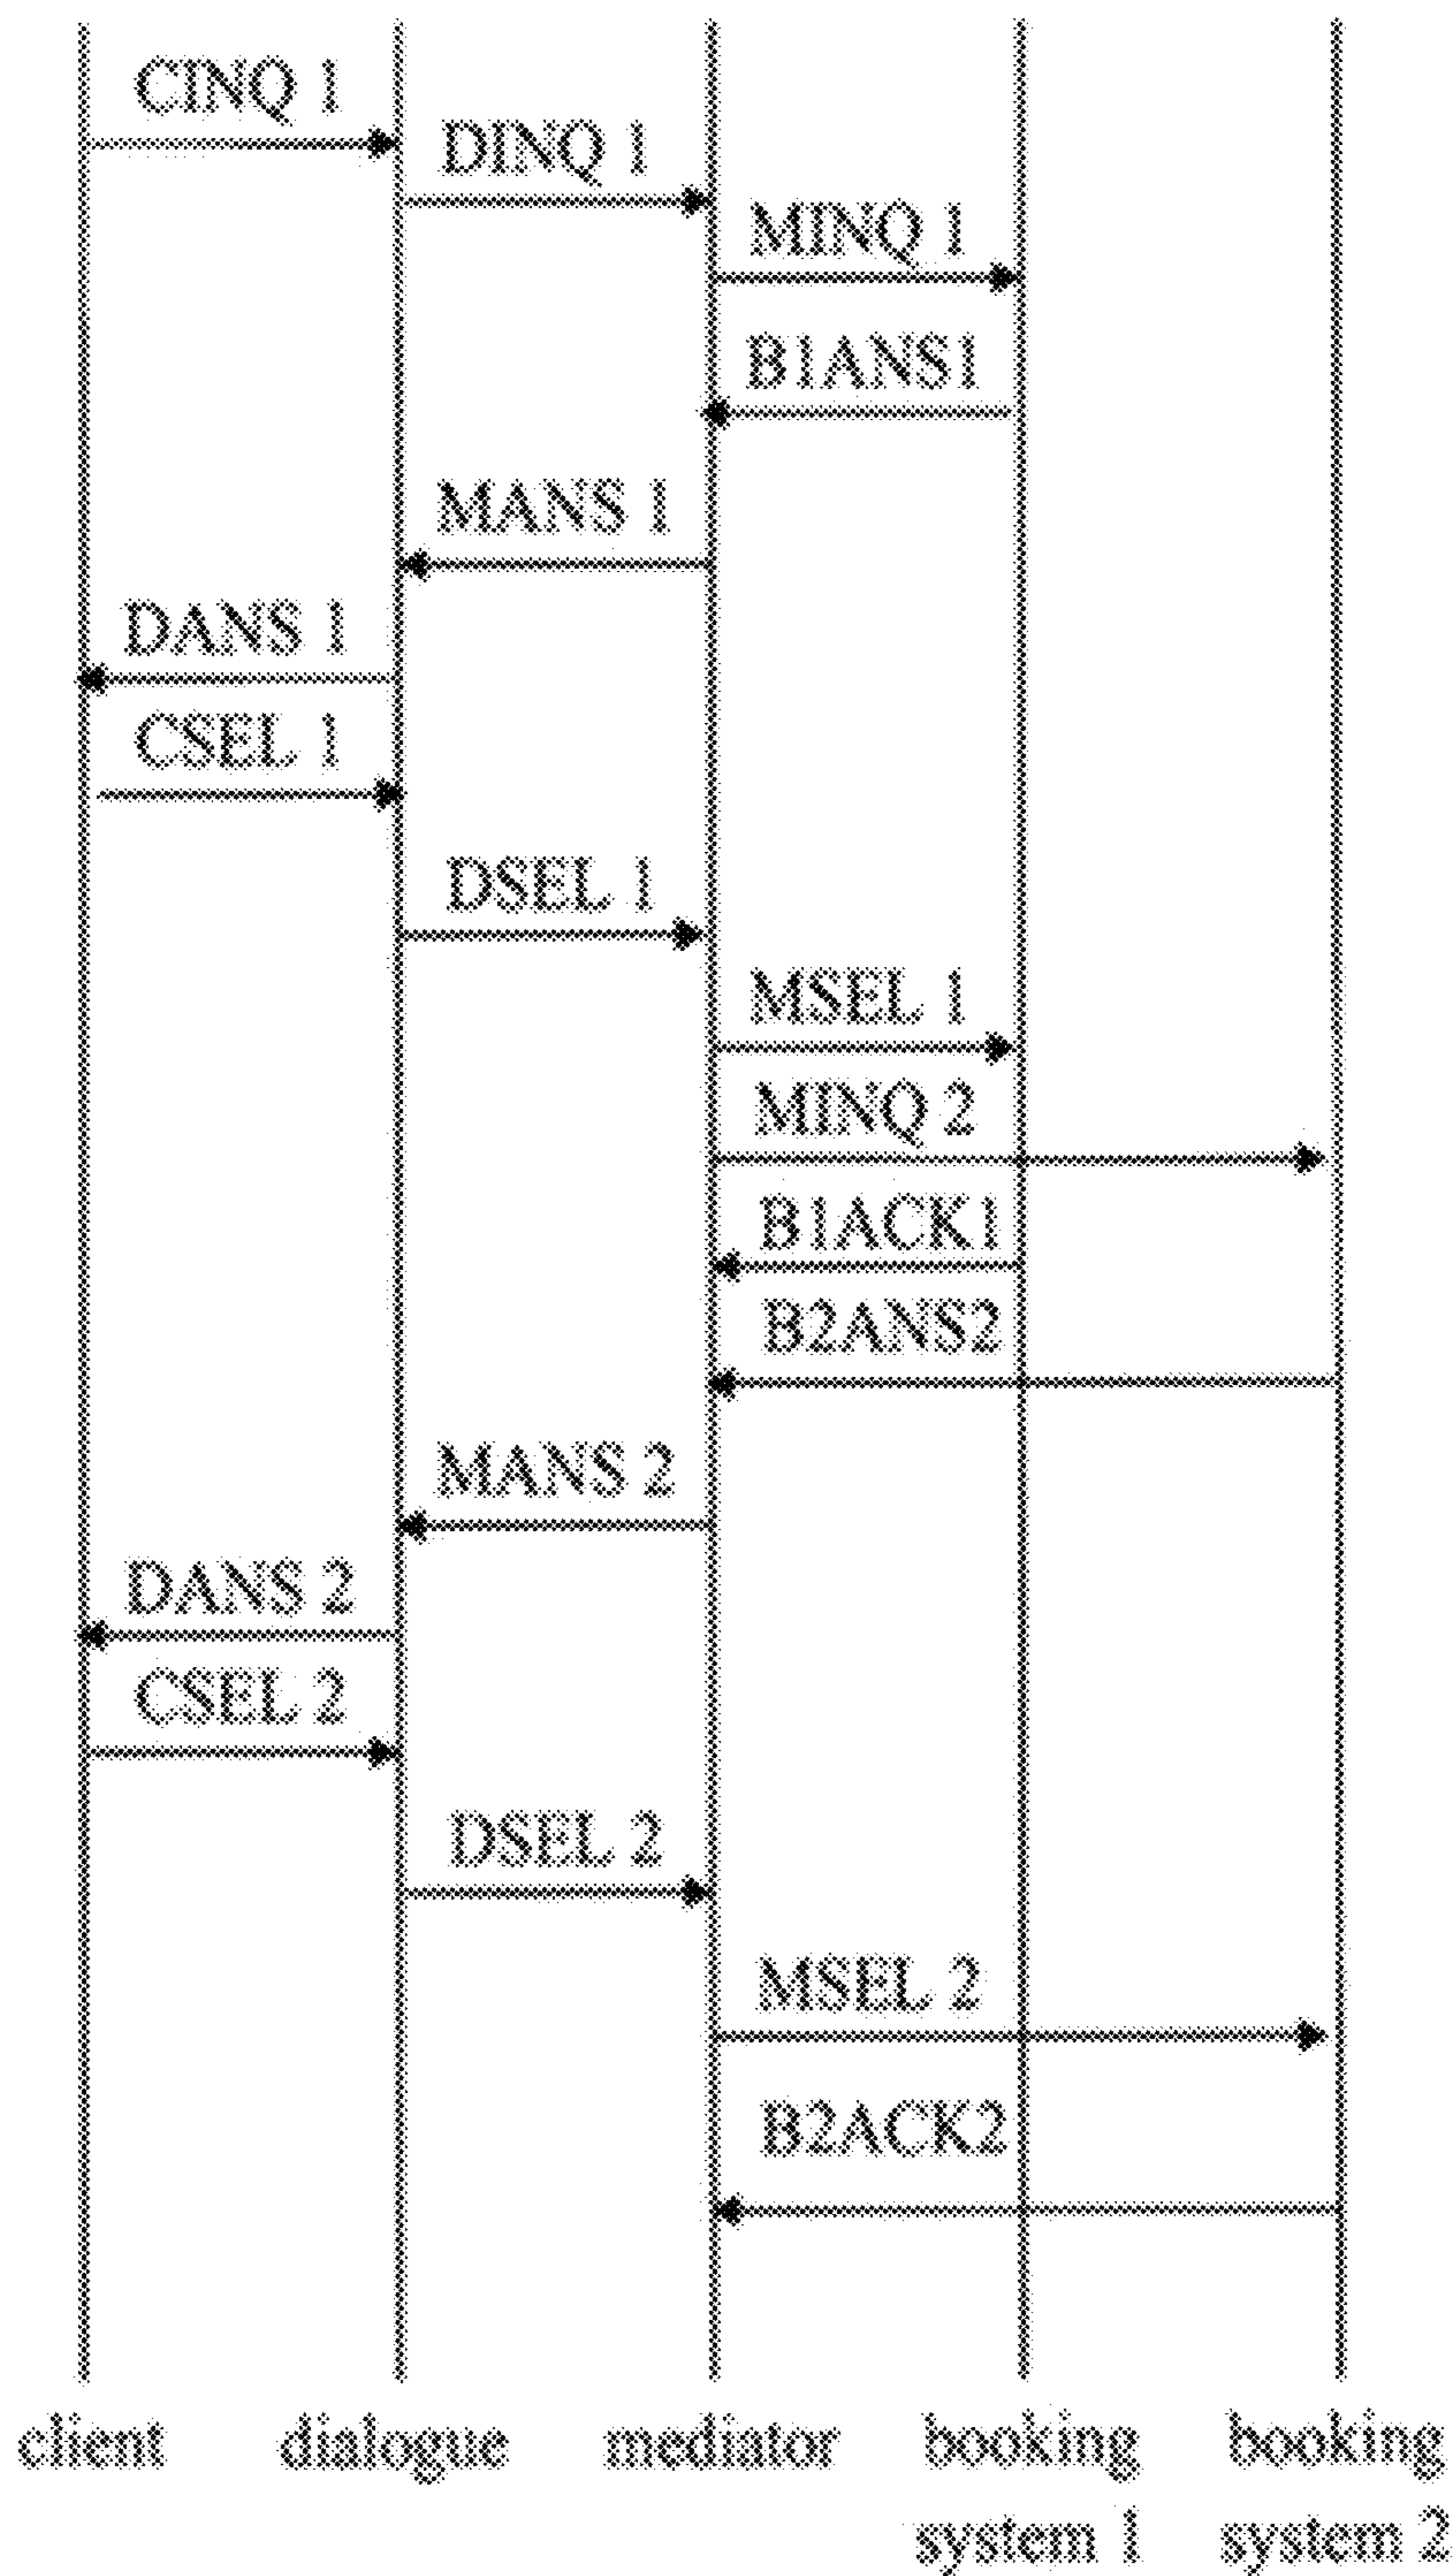 CINQ 1
DINQ 1
MINQ 1
B1ANS1
MANS 1
DANS 1
CSEL 1
DSEL 1
MSEL 1
MINQ 2
B1ACK1
B2ANS2
MANS 2
DANS 2
CSEL 2
DSEL 2
MSEL 2
B2ACK2
client dialogue mediator booking booking
system 1 system 2